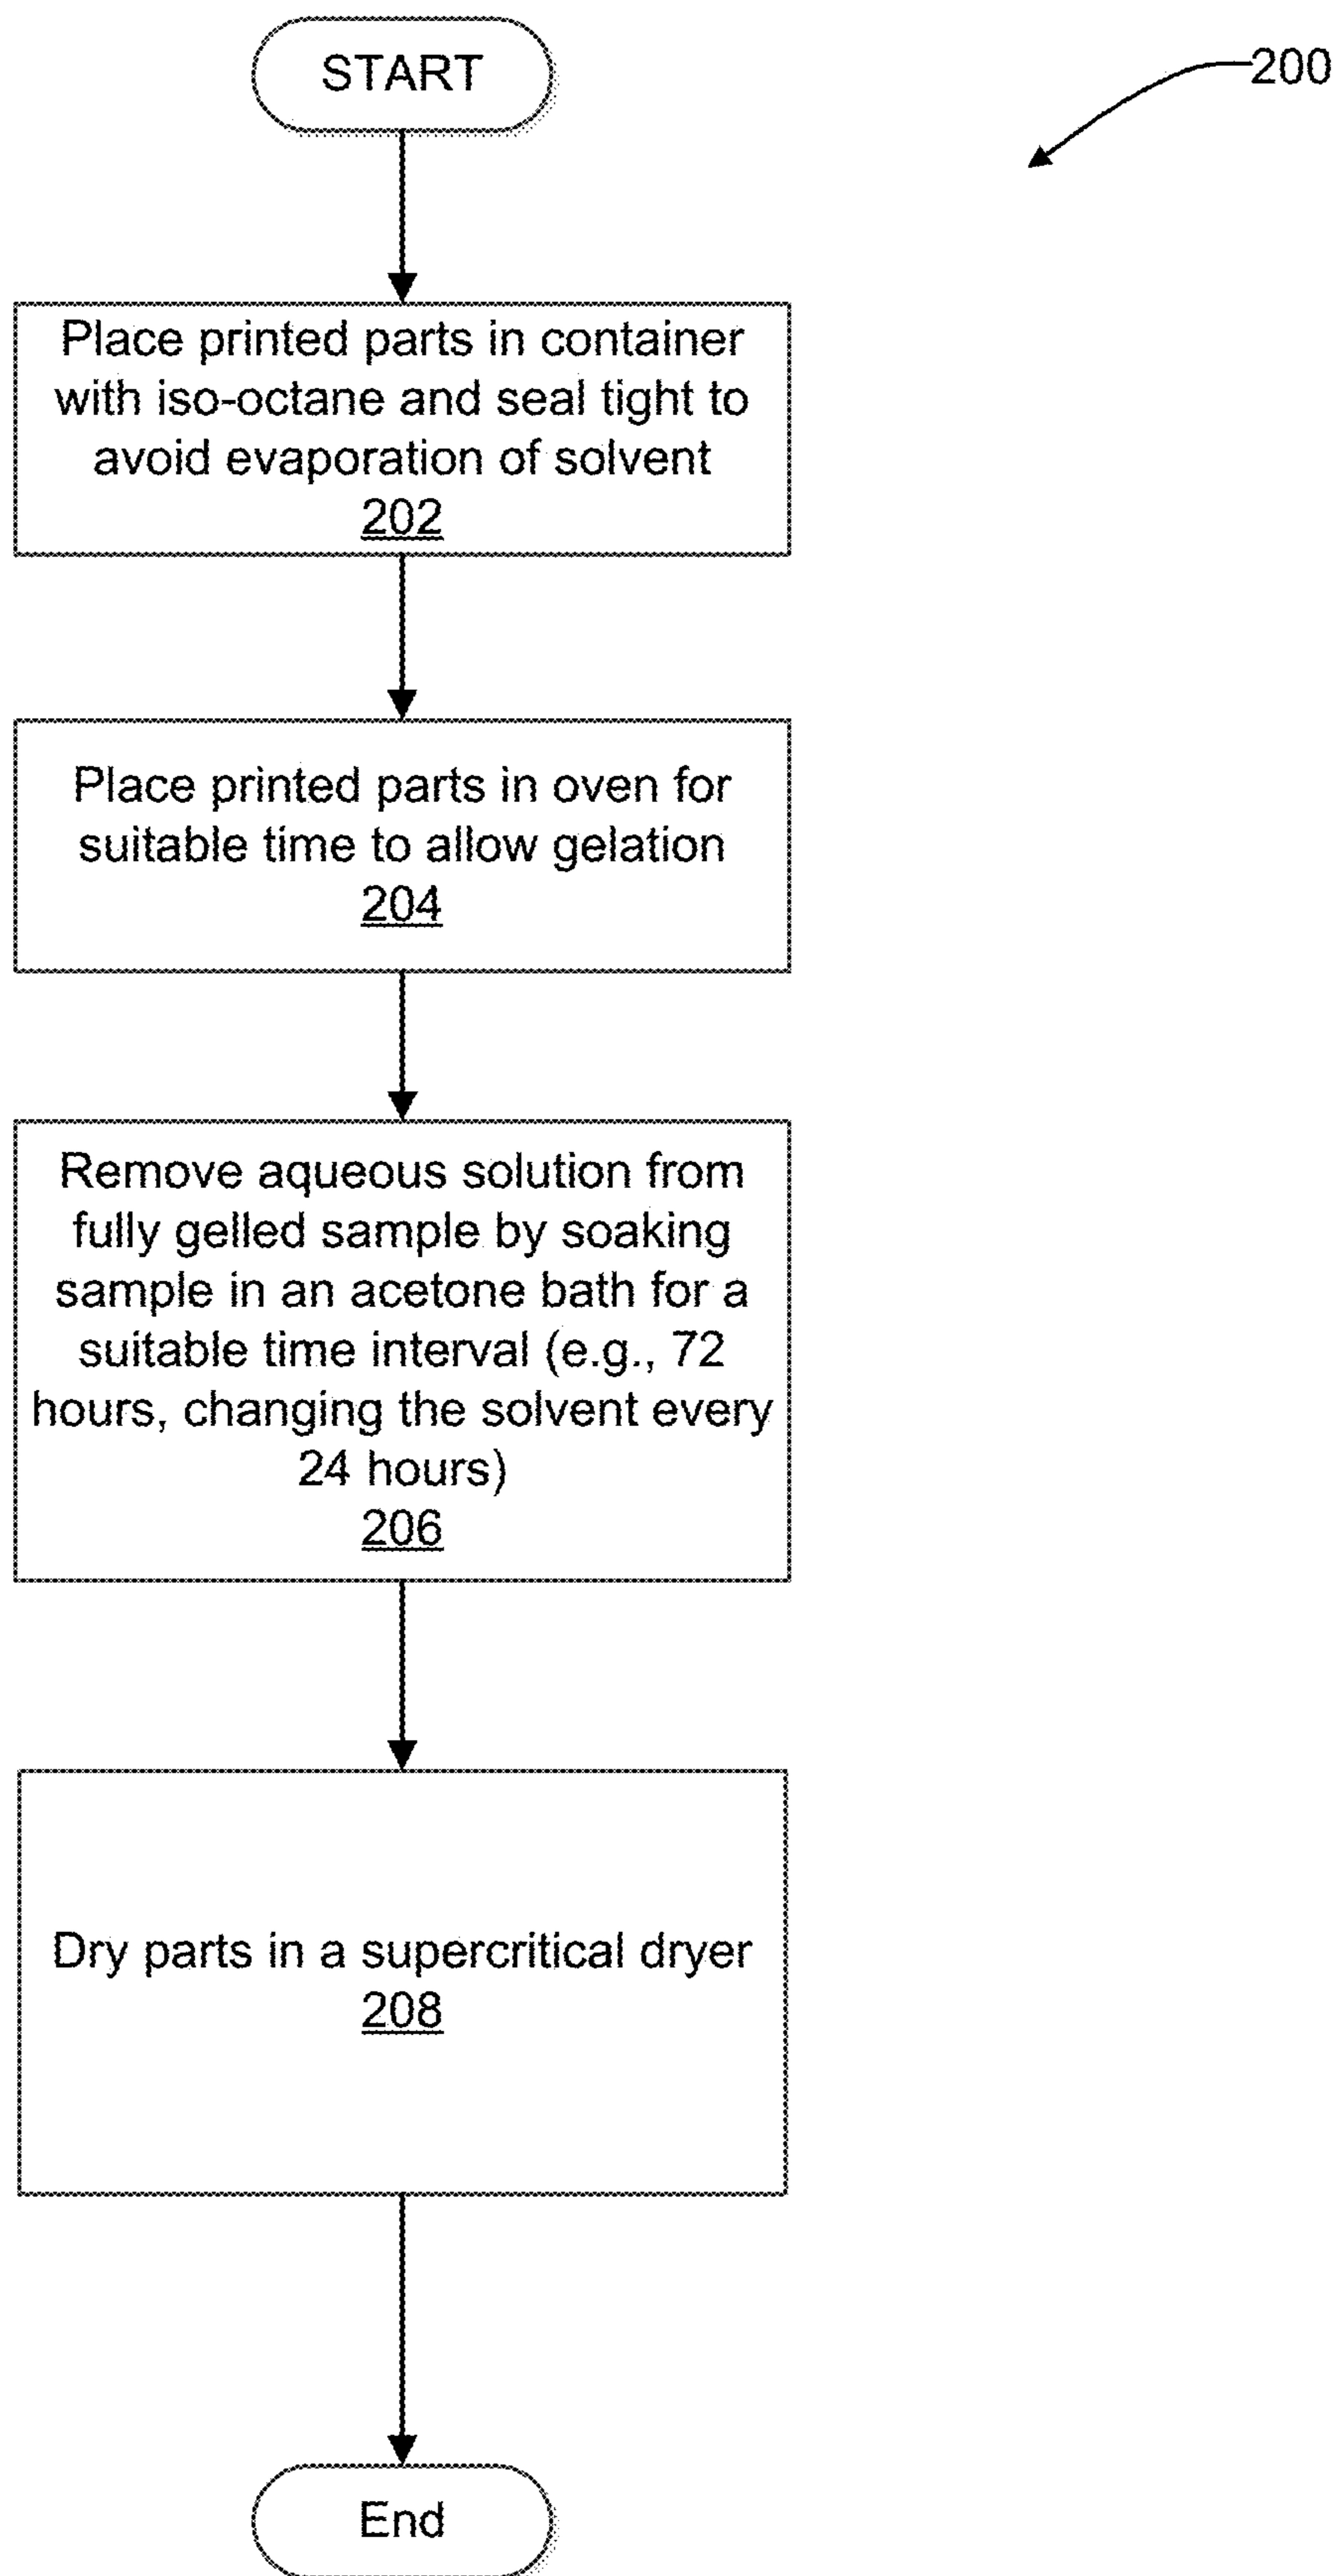 START
200
Place printed parts in container
with iso-octane and seal tight to
avoid evaporation of solvent
202
Place printed parts in oven for
suitable time to allow gelation
204
Remove aqueous solution from
fully gelled sample by soaking
sample in an acetone bath for a
suitable time interval (e.g., 72
hours, changing the solvent every
24 hours)
206
Dry parts in a supercritical dryer
208
End